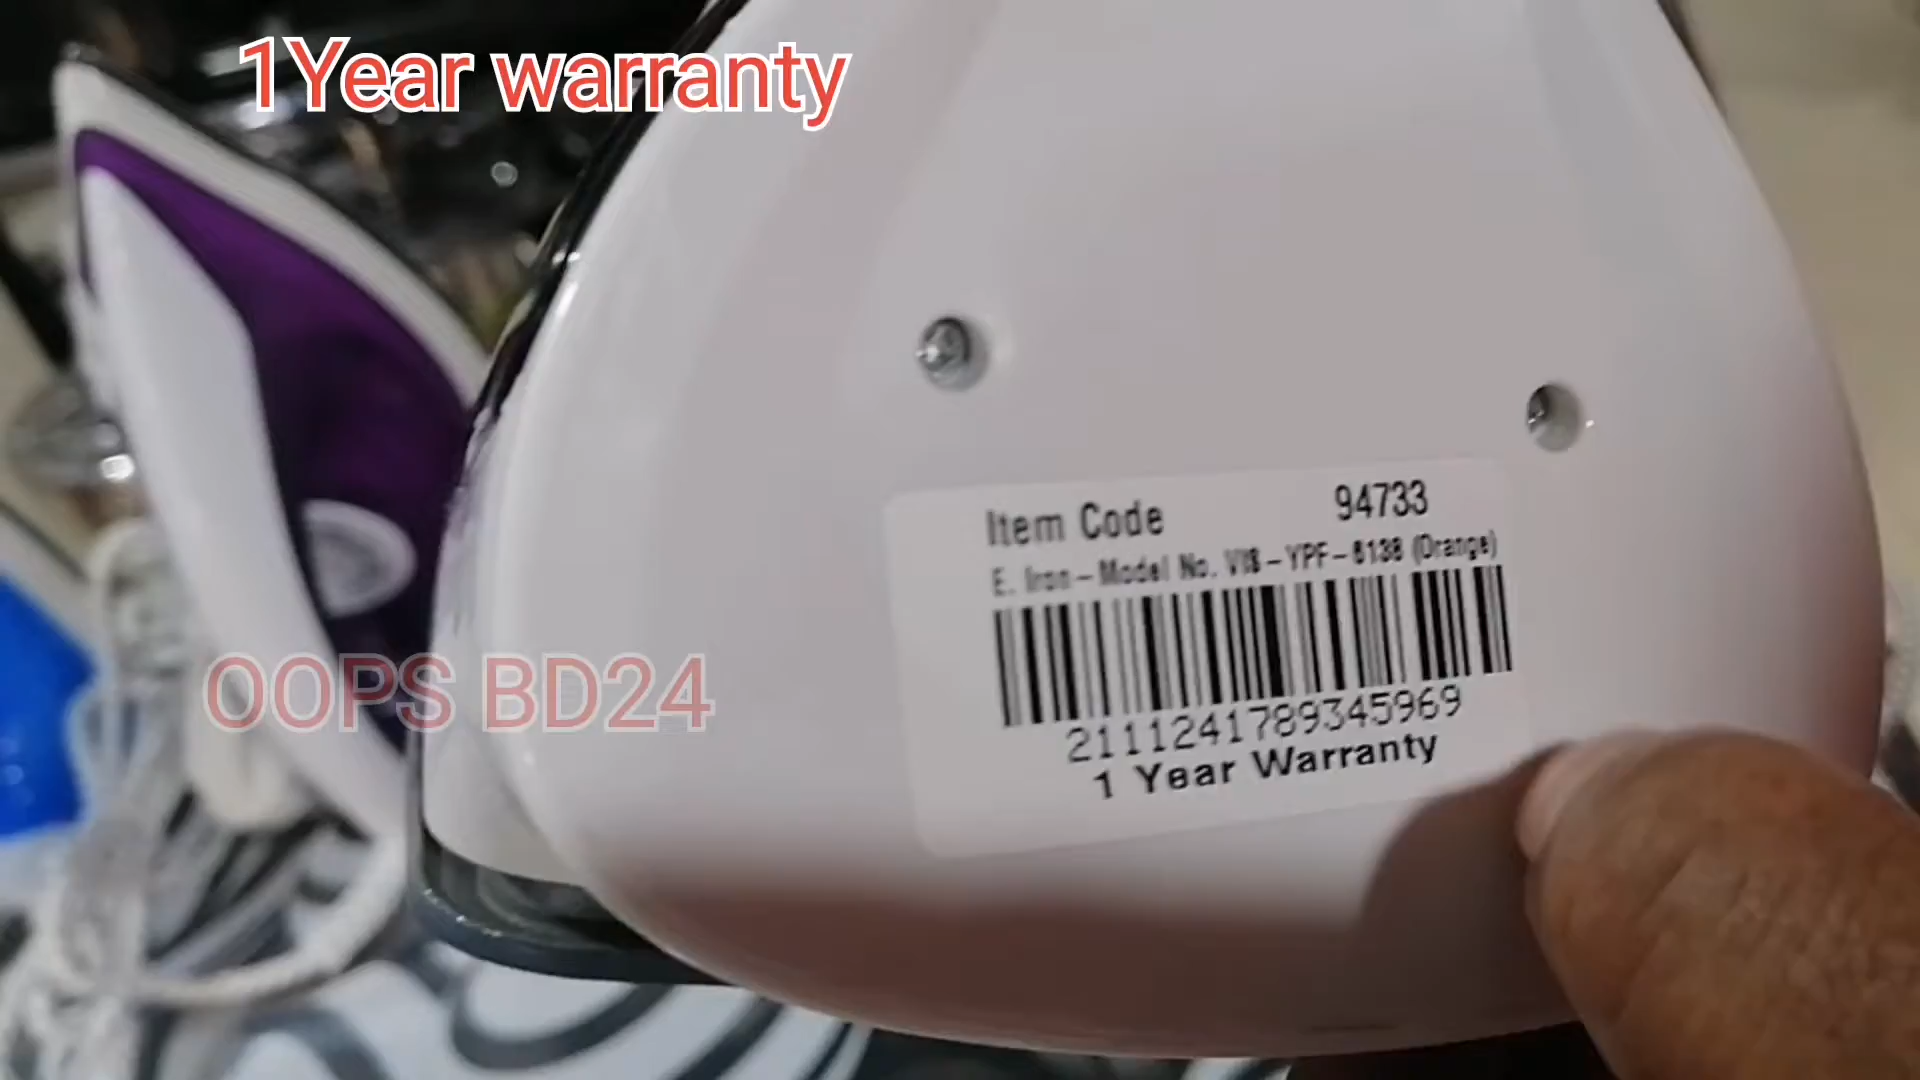 1Year warranty
Item Code 94733
E. Iron-Model No. VIS-YPF-6138 (Orange)
2111241789345969
1 Year Warranty
OOPS BD24